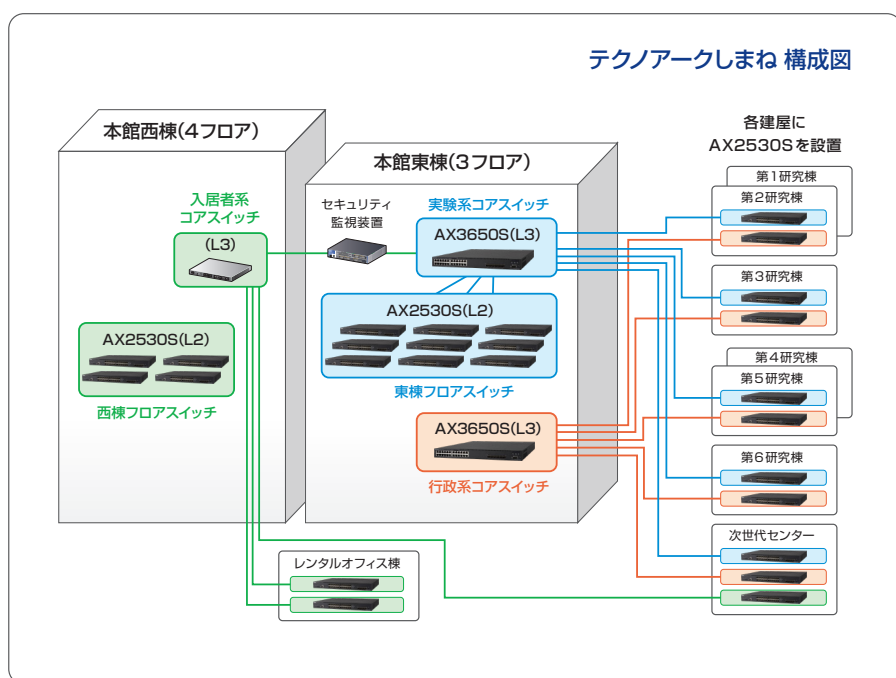 テクノアークしまね 構成図
本館西棟(4フロア)
本館東棟(3フロア)
各建屋に
AX2530Sを設置
入居者系
コアスイッチ
(L3)
セキュリティ
監視装置
実験系コアスイッチ
AX3650S(L3)
AX2530S(L2)
西棟フロアスイッチ
AX2530S(L2)
東棟フロアスイッチ
AX3650S(L3)
行政系コアスイッチ
第1研究棟
第2研究棟
第3研究棟
第4研究棟
第5研究棟
第6研究棟
次世代センター
レンタルオフィス棟